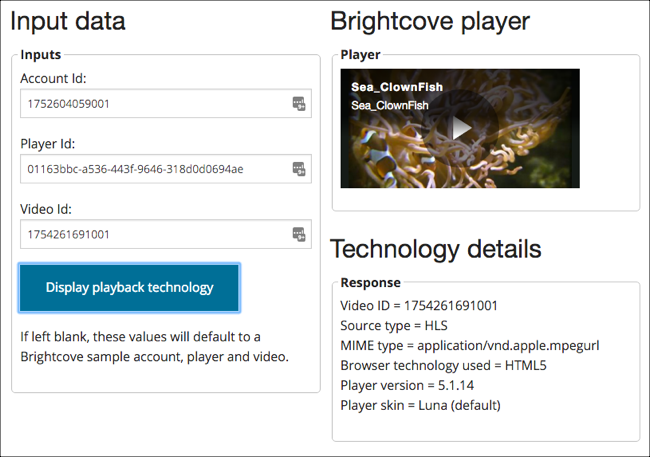 Input data
Inputs
Account Id:
1752604059001
Player Id:
01163bbc-a536-443f-9646-318d0d0694ae
Video Id:
1754261691001
Display playback technology
If left blank, these values will default to a
Brightcove sample account, player and video.
Brightcove player
Player
Sea_ClownFish
Sea_ClownFish
Technology details
Response
Video ID = 1754261691001
Source type = HLS
MIME type = application/vnd.apple.mpegurl
Browser technology used = HTML5
Player version = 5.1.14
Player skin = Luna (default)